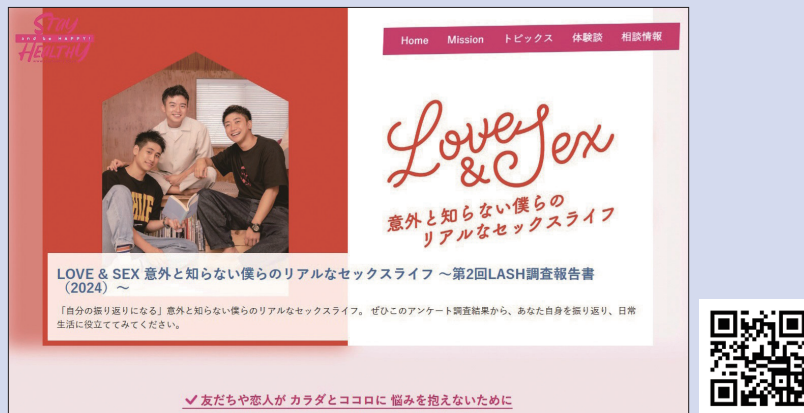 STAY
and be HAPPY!
HEALTHY
Home Mission トピックス 体験談 相談情報
Love
& Sex
意外と知らない僕らの
リアルなセックスライフ
LOVE & SEX 意外と知らない僕らのリアルなセックスライフ ～第2回LASH調査報告書
（2024）～
「自分の振り返りになる」意外と知らない僕らのリアルなセックスライフ。 ぜひこのアンケート調査結果から、あなた自身を振り返り、日常
生活に役立ててみてください。
友だちや恋人が カラダとココロに 悩みを抱えないために